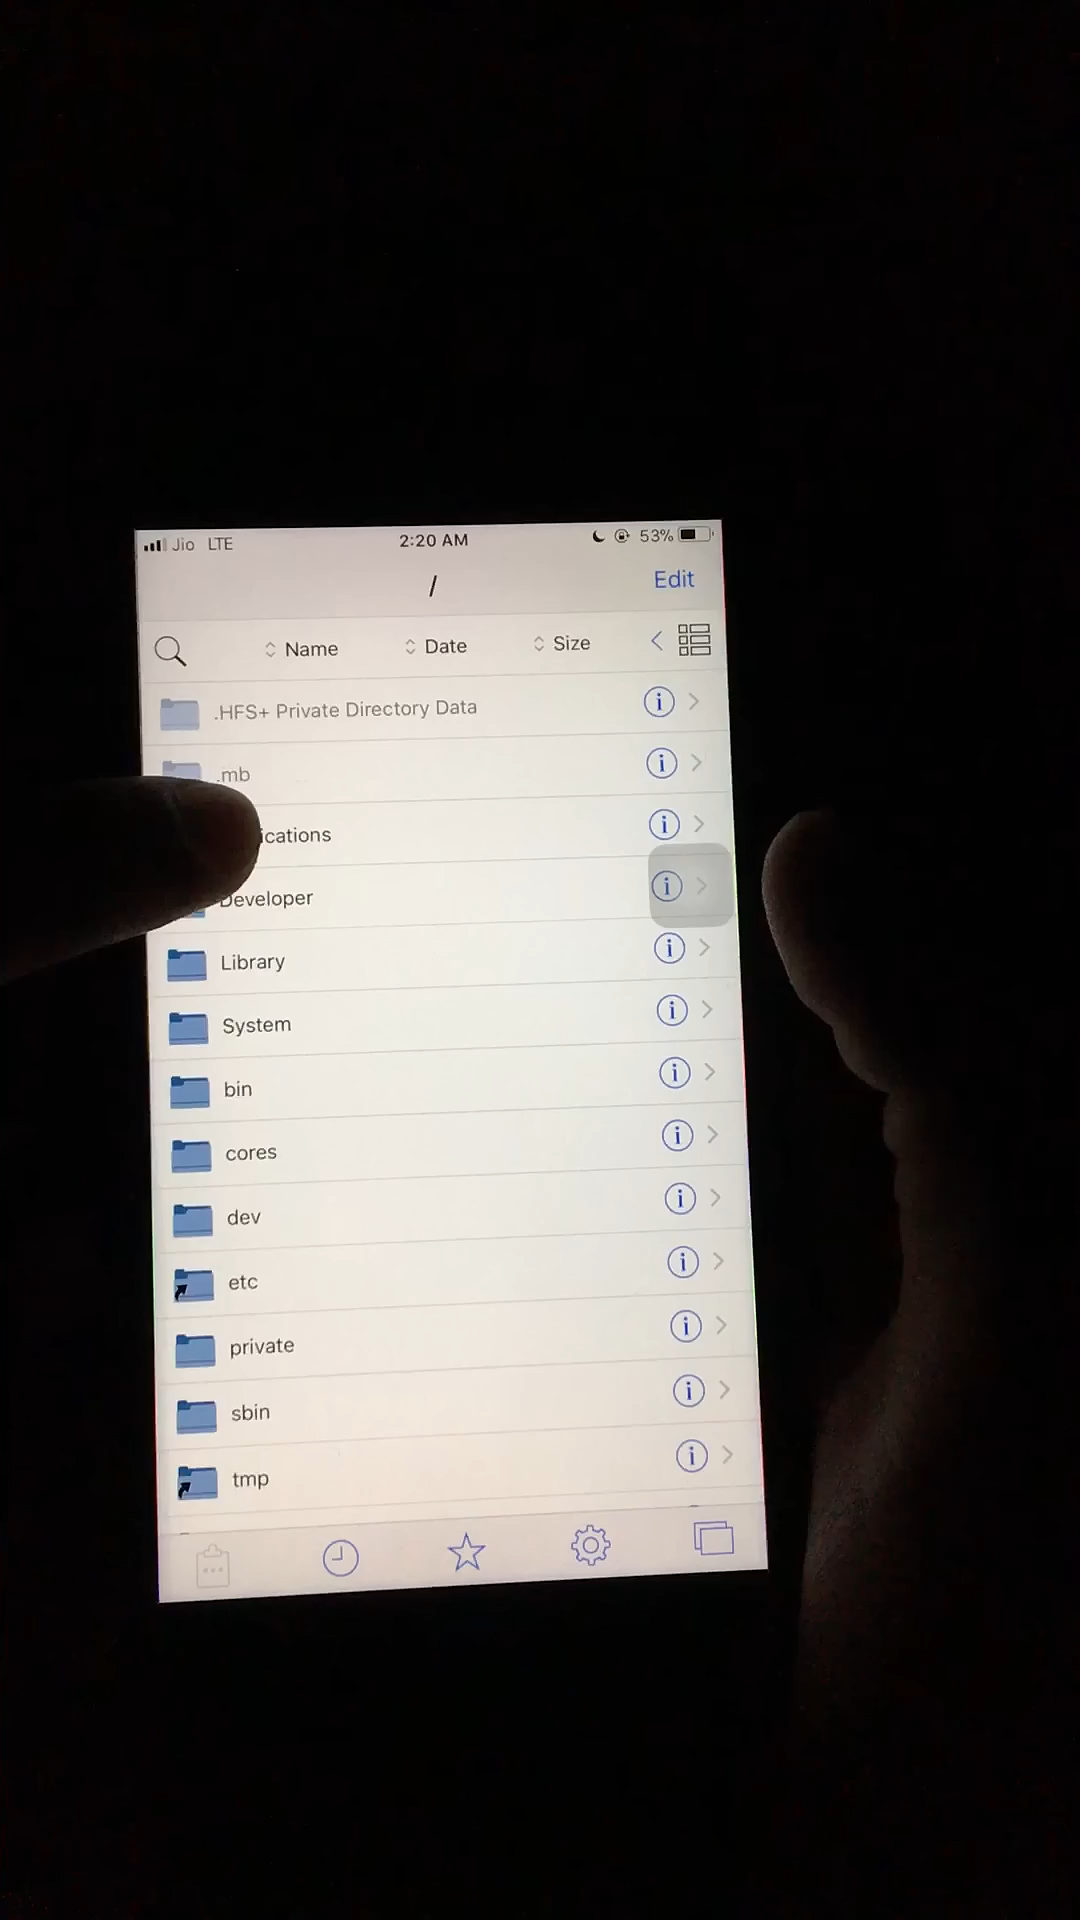 Jio LTE 2:20 AM 53%
/ Edit
Name Date Size
.HFS+ Private Directory Data
.mb
ications
Developer
Library
System
bin
cores
dev
etc
private
sbin
tmp